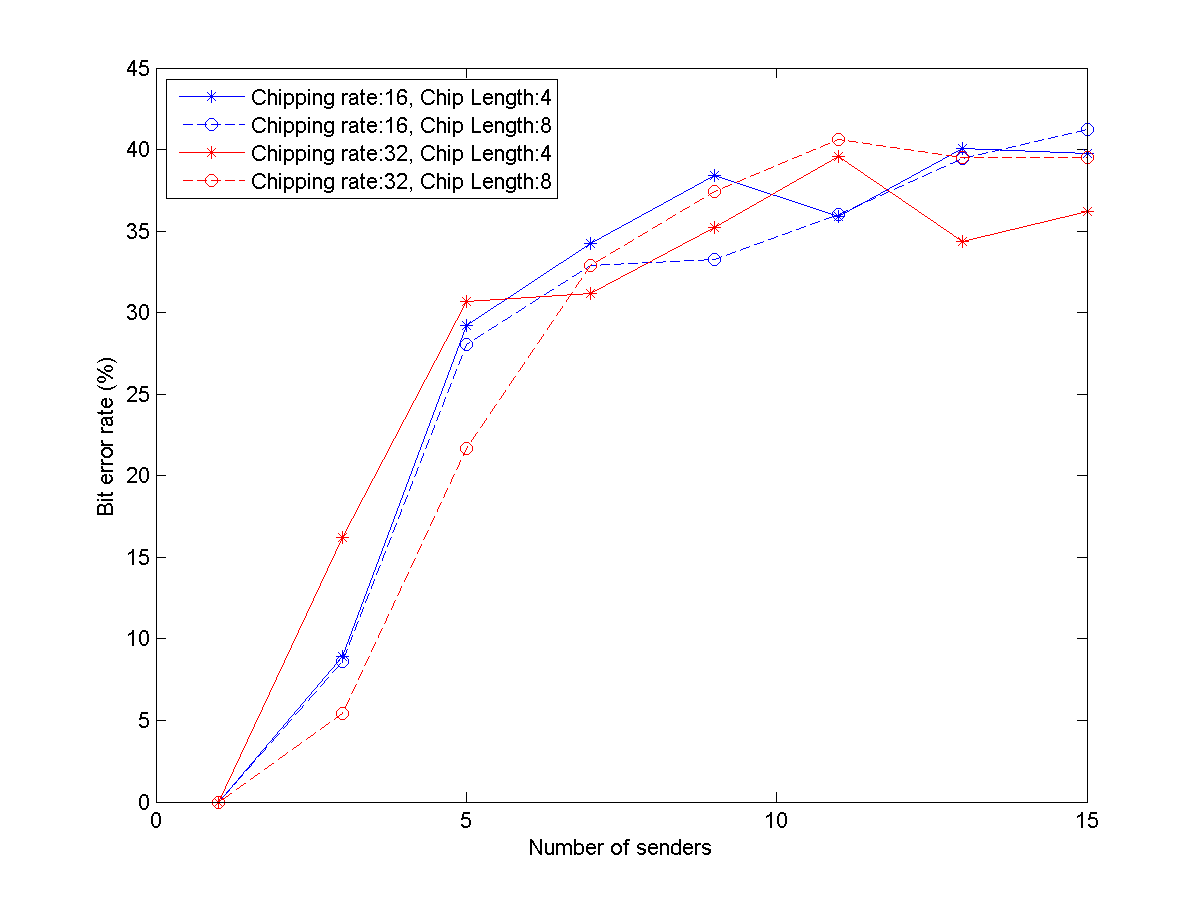 45
40
35
30
25
20
15
10
5
0
Bit error rate (%)
Chipping rate:16, Chip Length:4
Chipping rate:16, Chip Length:8
Chipping rate:32, Chip Length:4
Chipping rate:32, Chip Length:8
0 5 10 15
Number of senders